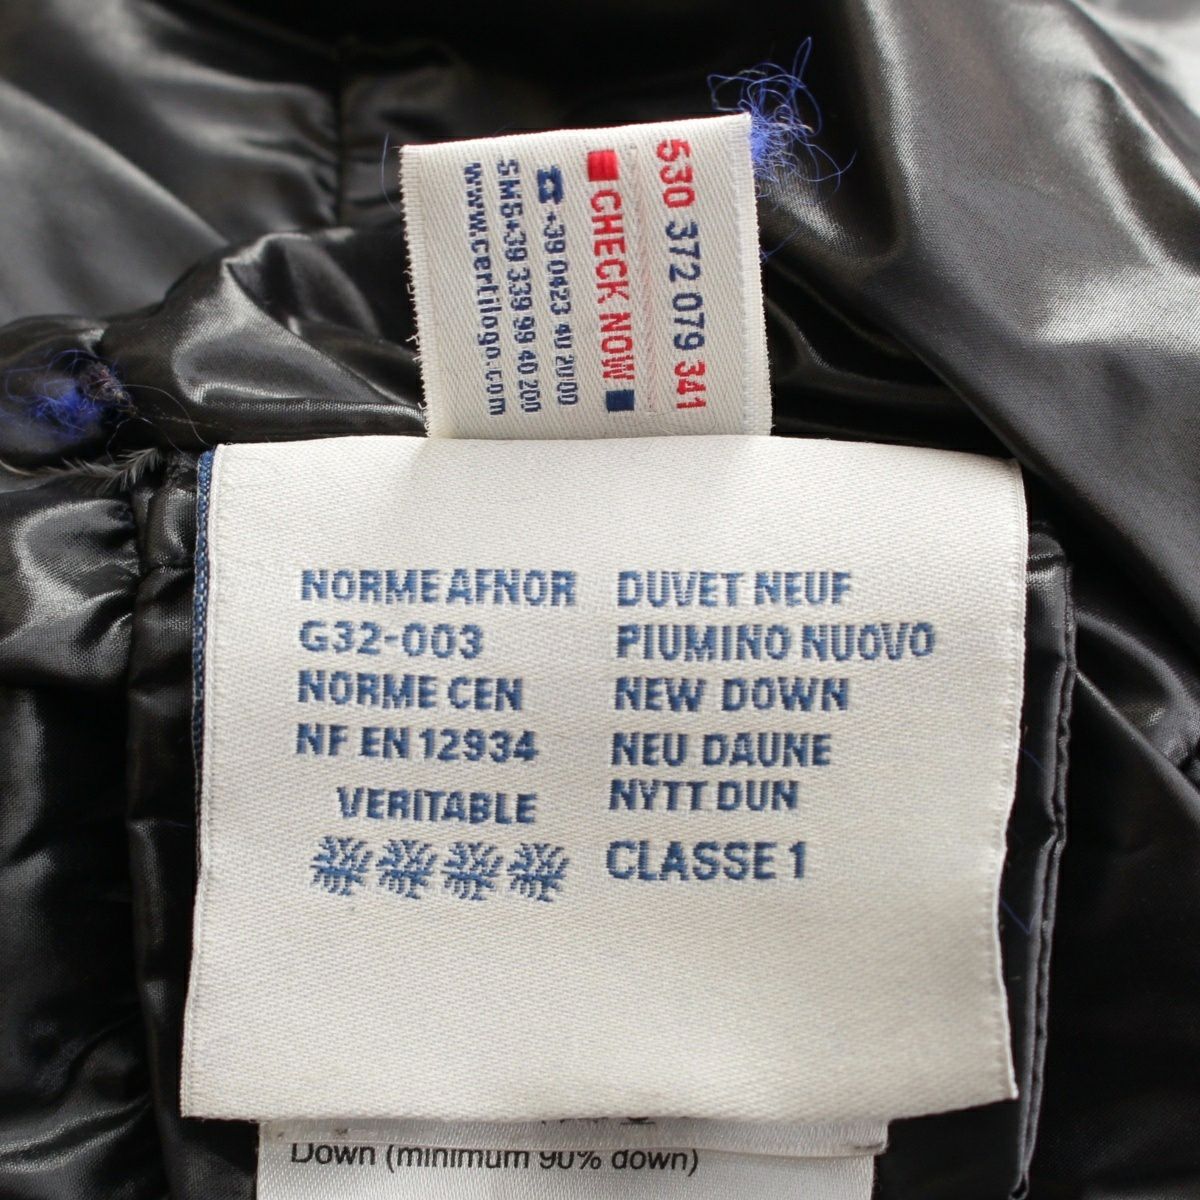 530 372 079 341
CHECK NOW
+39 0423 40 20 00
SMS+39 339 99 40 200
www.certilogo.com
NORME AFNOR
G32-003
NORME CEN
NF EN 12934
VERITABLE
DUVET NEUF
PIUMINO NUOVO
NEW DOWN
NEU DAUNE
NYTT DUN
CLASSE 1
Down (minimum 90% down)